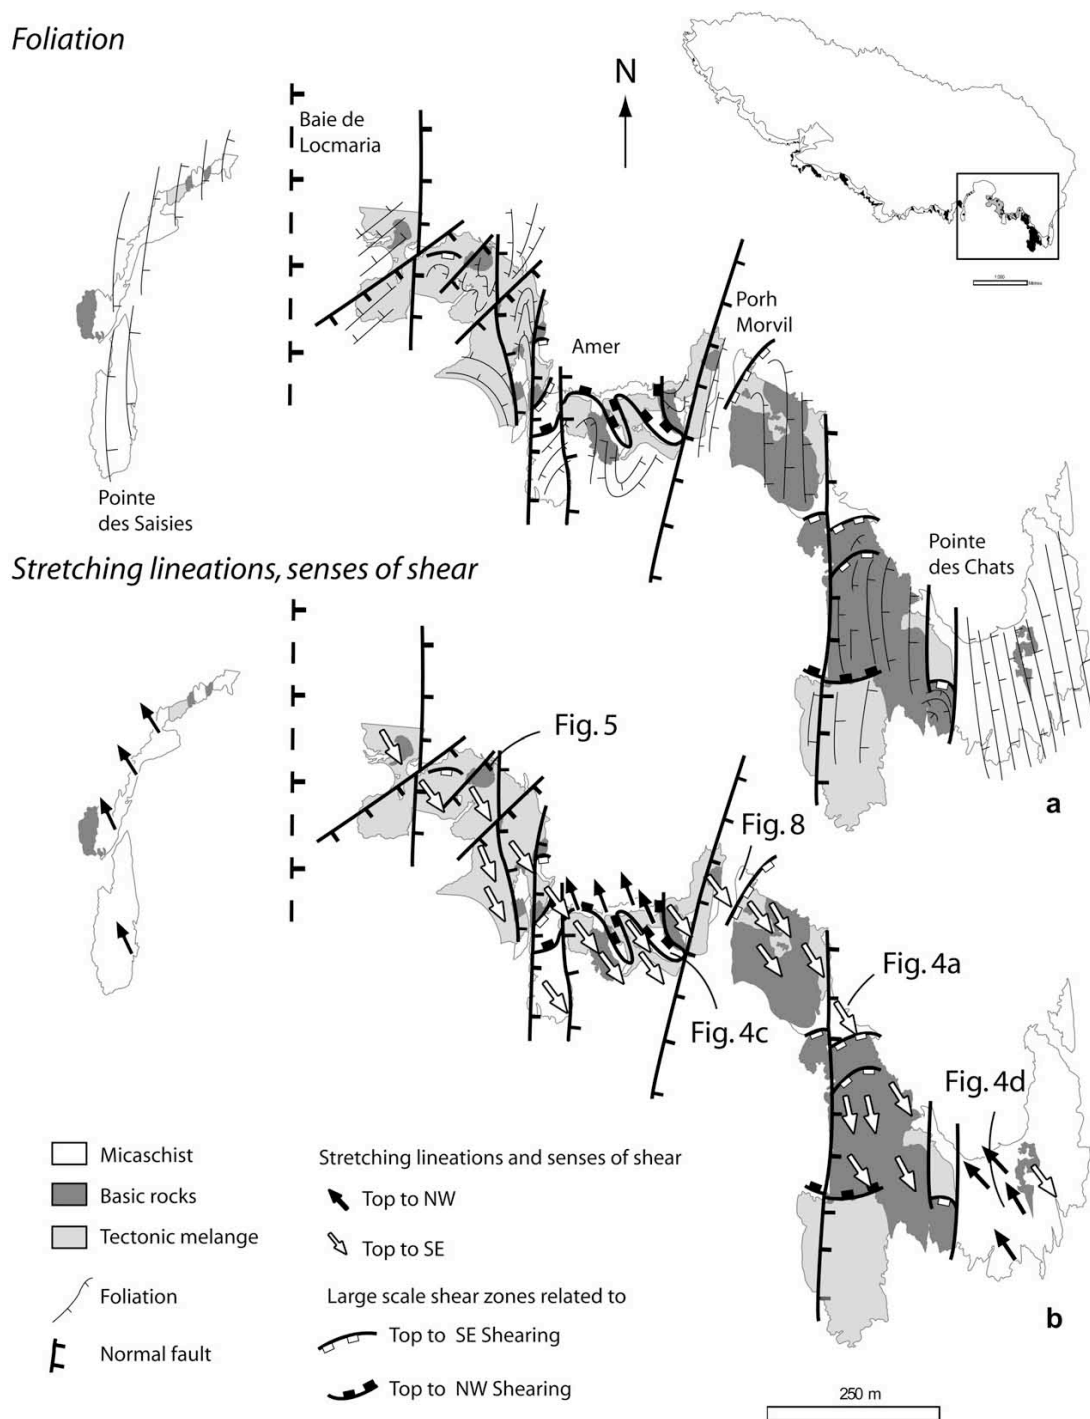 Foliation
N
Baie de
Locmaria
Porh
Morvil
Amer
Pointe
des Saisies
Pointe
des Chats
a
Stretching lineations, senses of shear
Fig. 5
Fig. 8
Fig. 4a
Fig. 4c
Fig. 4d
b
Micaschist
Basic rocks
Tectonic melange
Foliation
Normal fault
Stretching lineations and senses of shear
Top to NW
Top to SE
Large scale shear zones related to
Top to SE Shearing
Top to NW Shearing
250 m